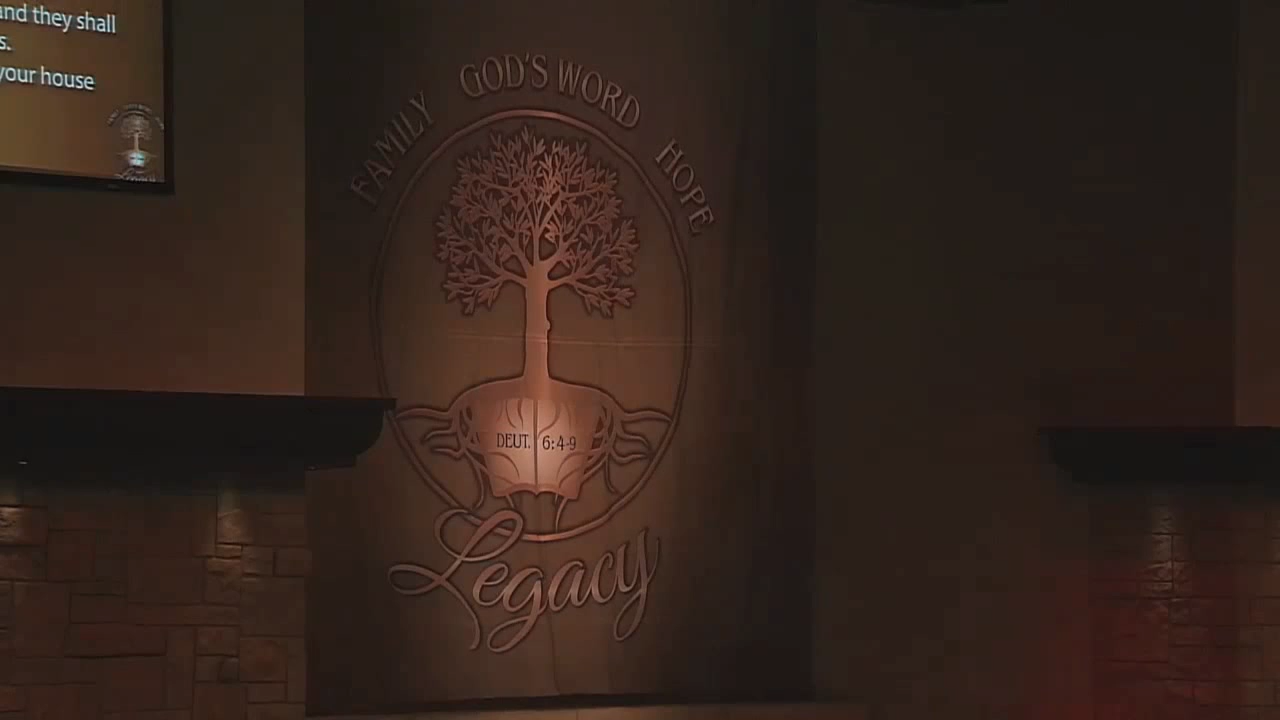 and they shall
s.
your house
FAMILY GOD'S WORD HOPE
DEUT. 6:4-9
Legacy